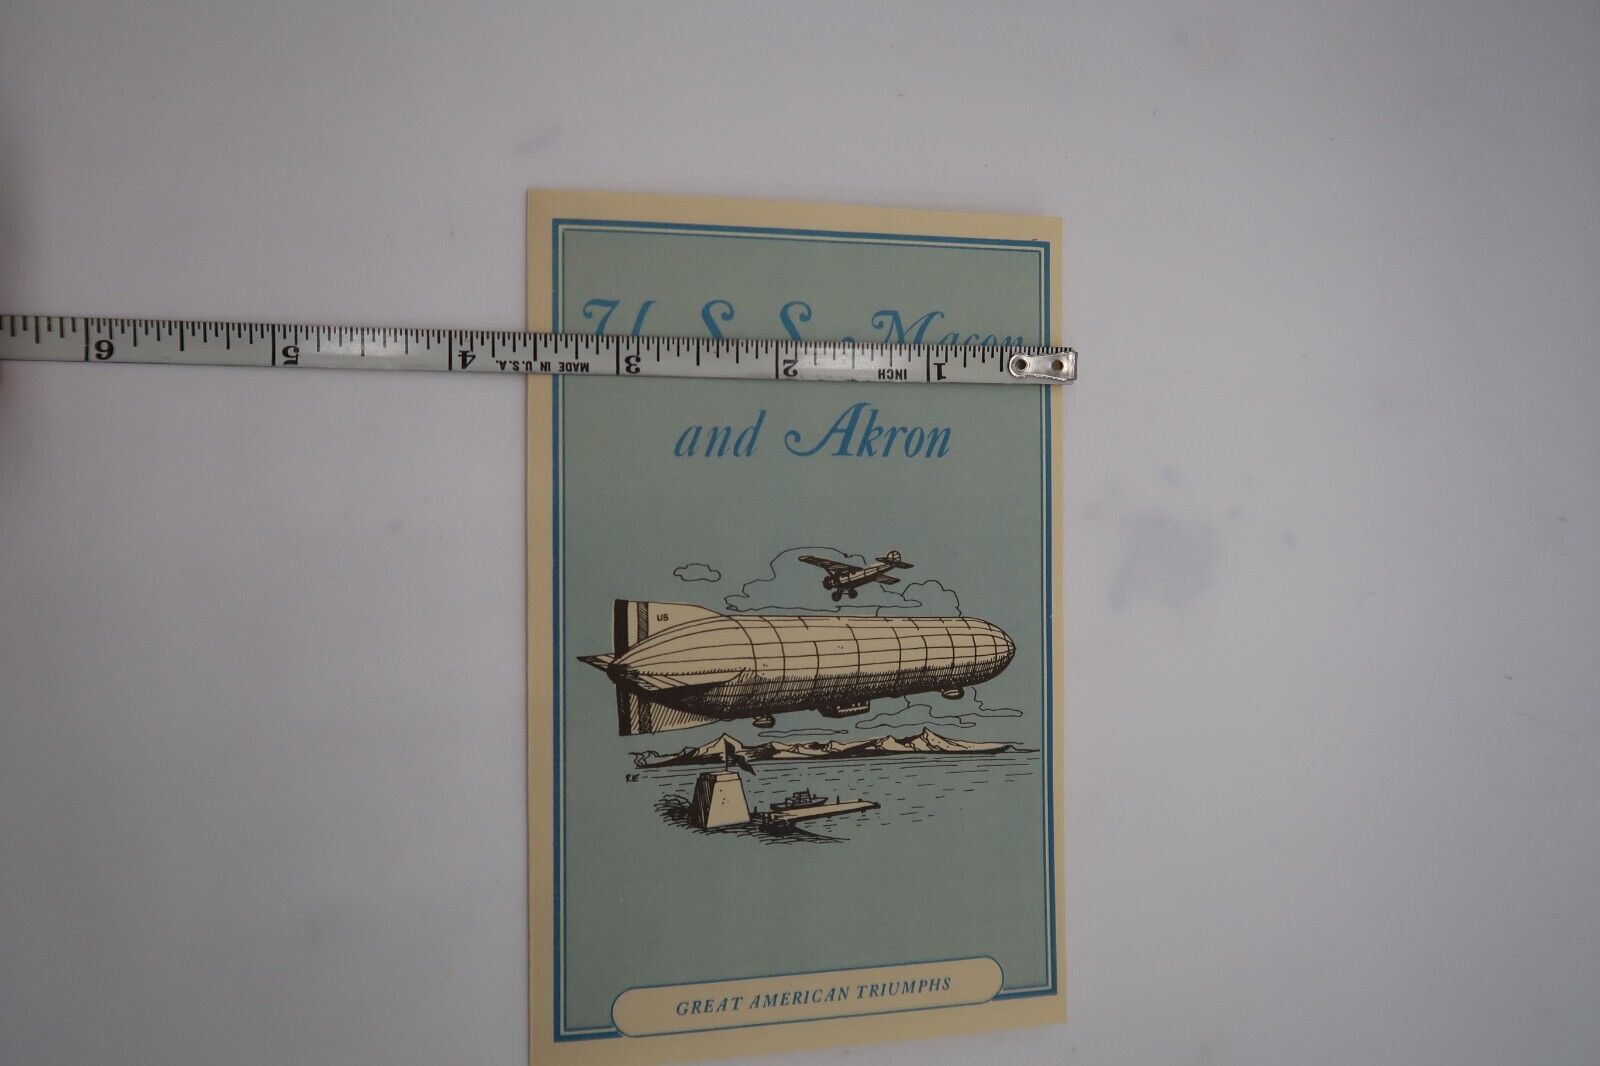 U. S. S. Macon
and Akron
6 5 4 MADE IN U.S.A. 3 2 INCH 1
US
RE
GREAT AMERICAN TRIUMPHS